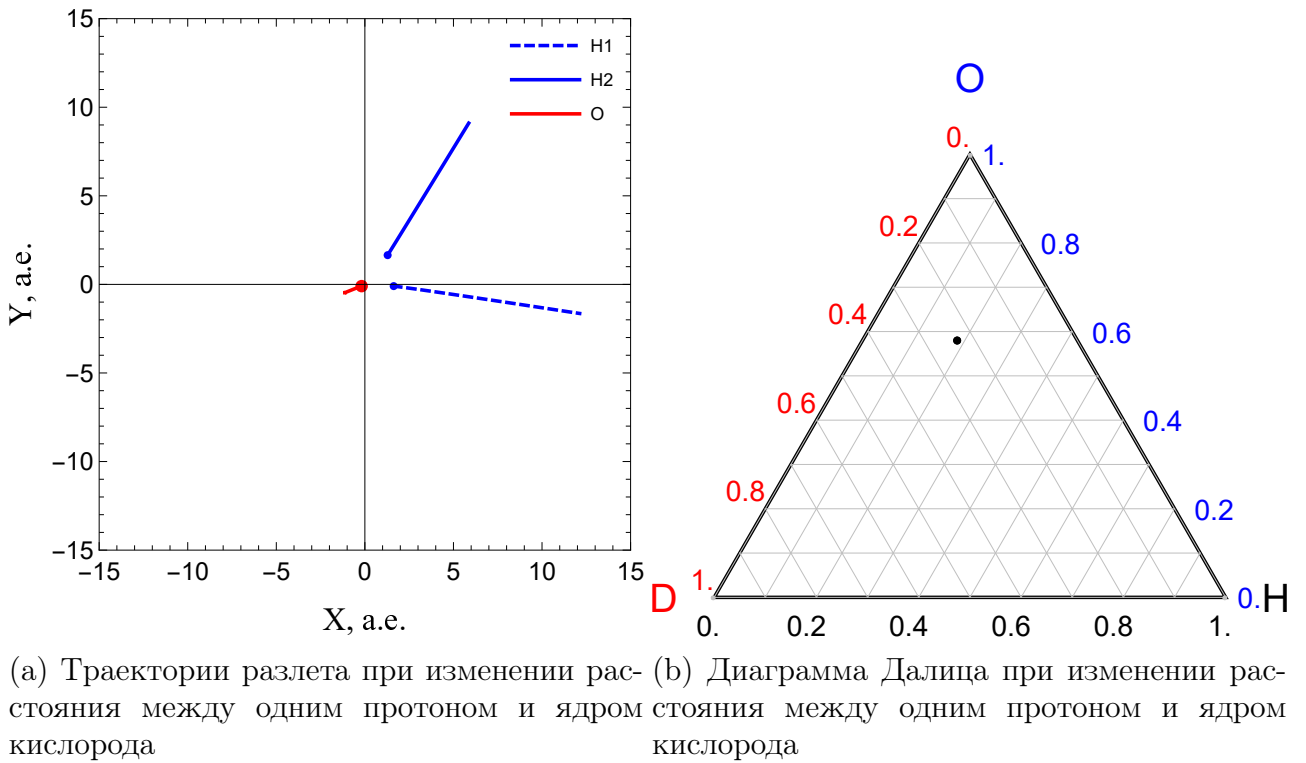 15
10
5
0
−5
−10
−15
−15
−10
−5
0
5
10
15
Y, a.e.
X, a.e.
H1
H2
O
O
0.
1.
0.2
0.8
0.4
0.6
0.6
0.4
0.8
0.2
D
1.
0.
H
0.
0.2
0.4
0.6
0.8
1.
(a) Траектории разлета при изменении рас-
стояния между одним протоном и ядром
кислорода
(b) Диаграмма Далица при изменении рас-
стояния между одним протоном и ядром
кислорода